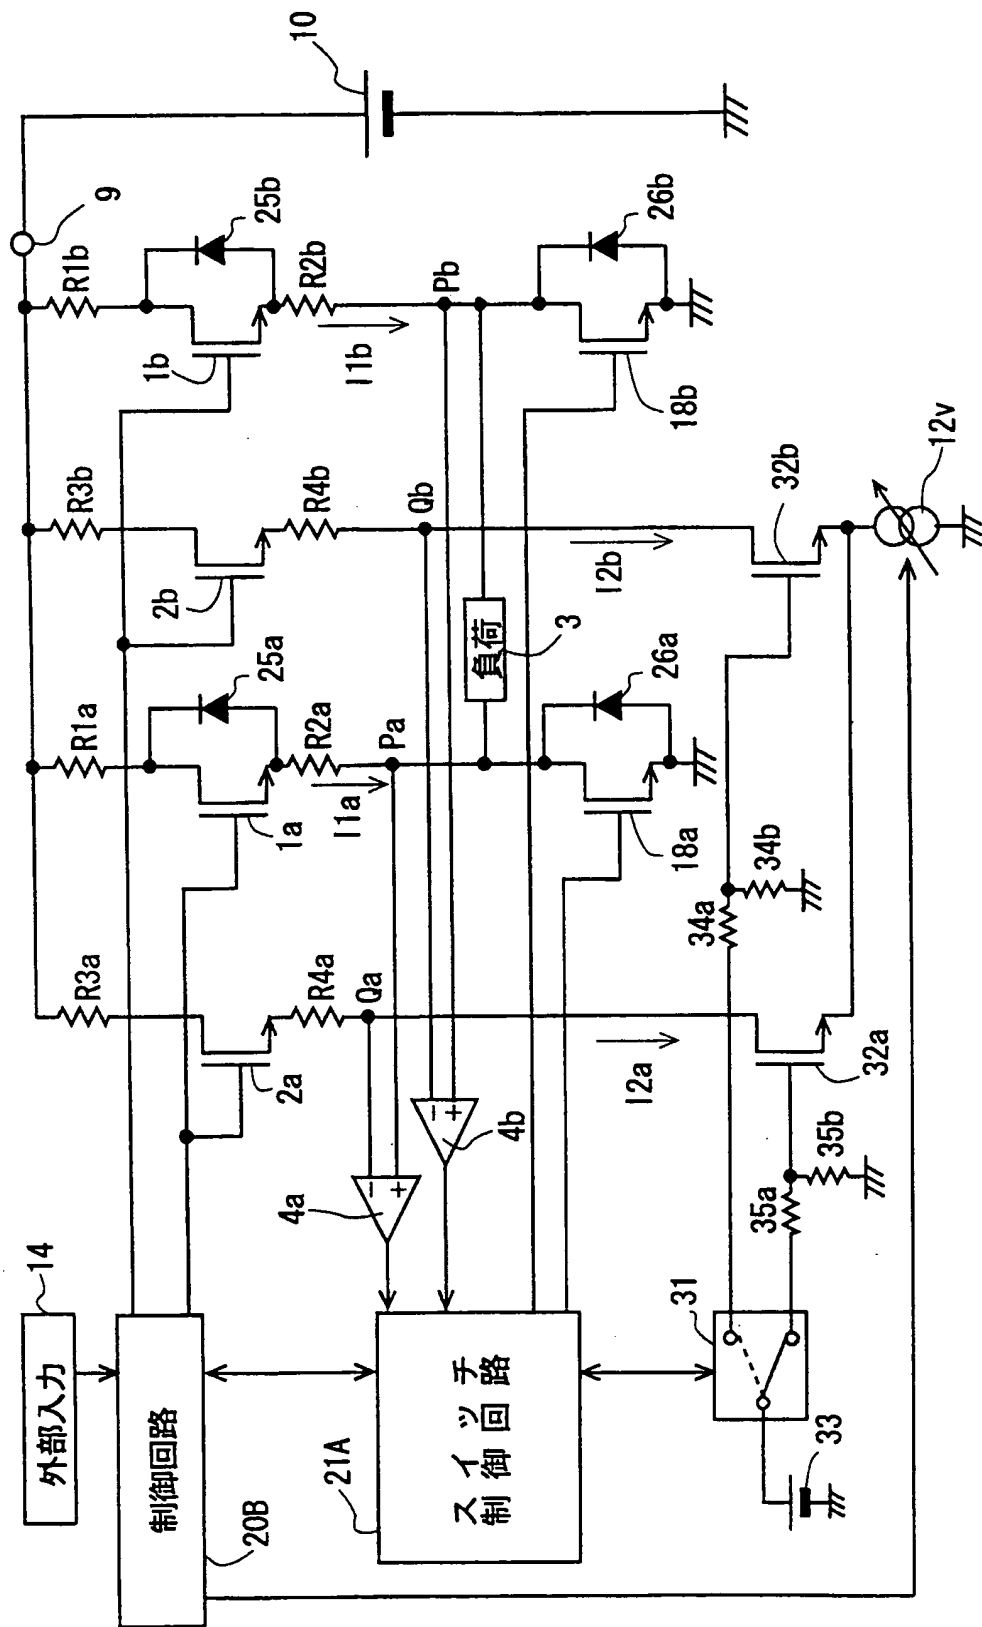 外部入力
14
制御回路
20B
スイッチ
制御回路
21A
31
33
4a
4b
R3a
R4a
2a
Qa
I2a
32a
35a
35b
34a
34b
R1a
R2a
1a
25a
Pa
I1a
18a
26a
負荷
3
R3b
R4b
2b
Qb
I2b
32b
12v
R1b
R2b
1b
25b
Pb
I1b
18b
26b
9
10
−
+
−
+